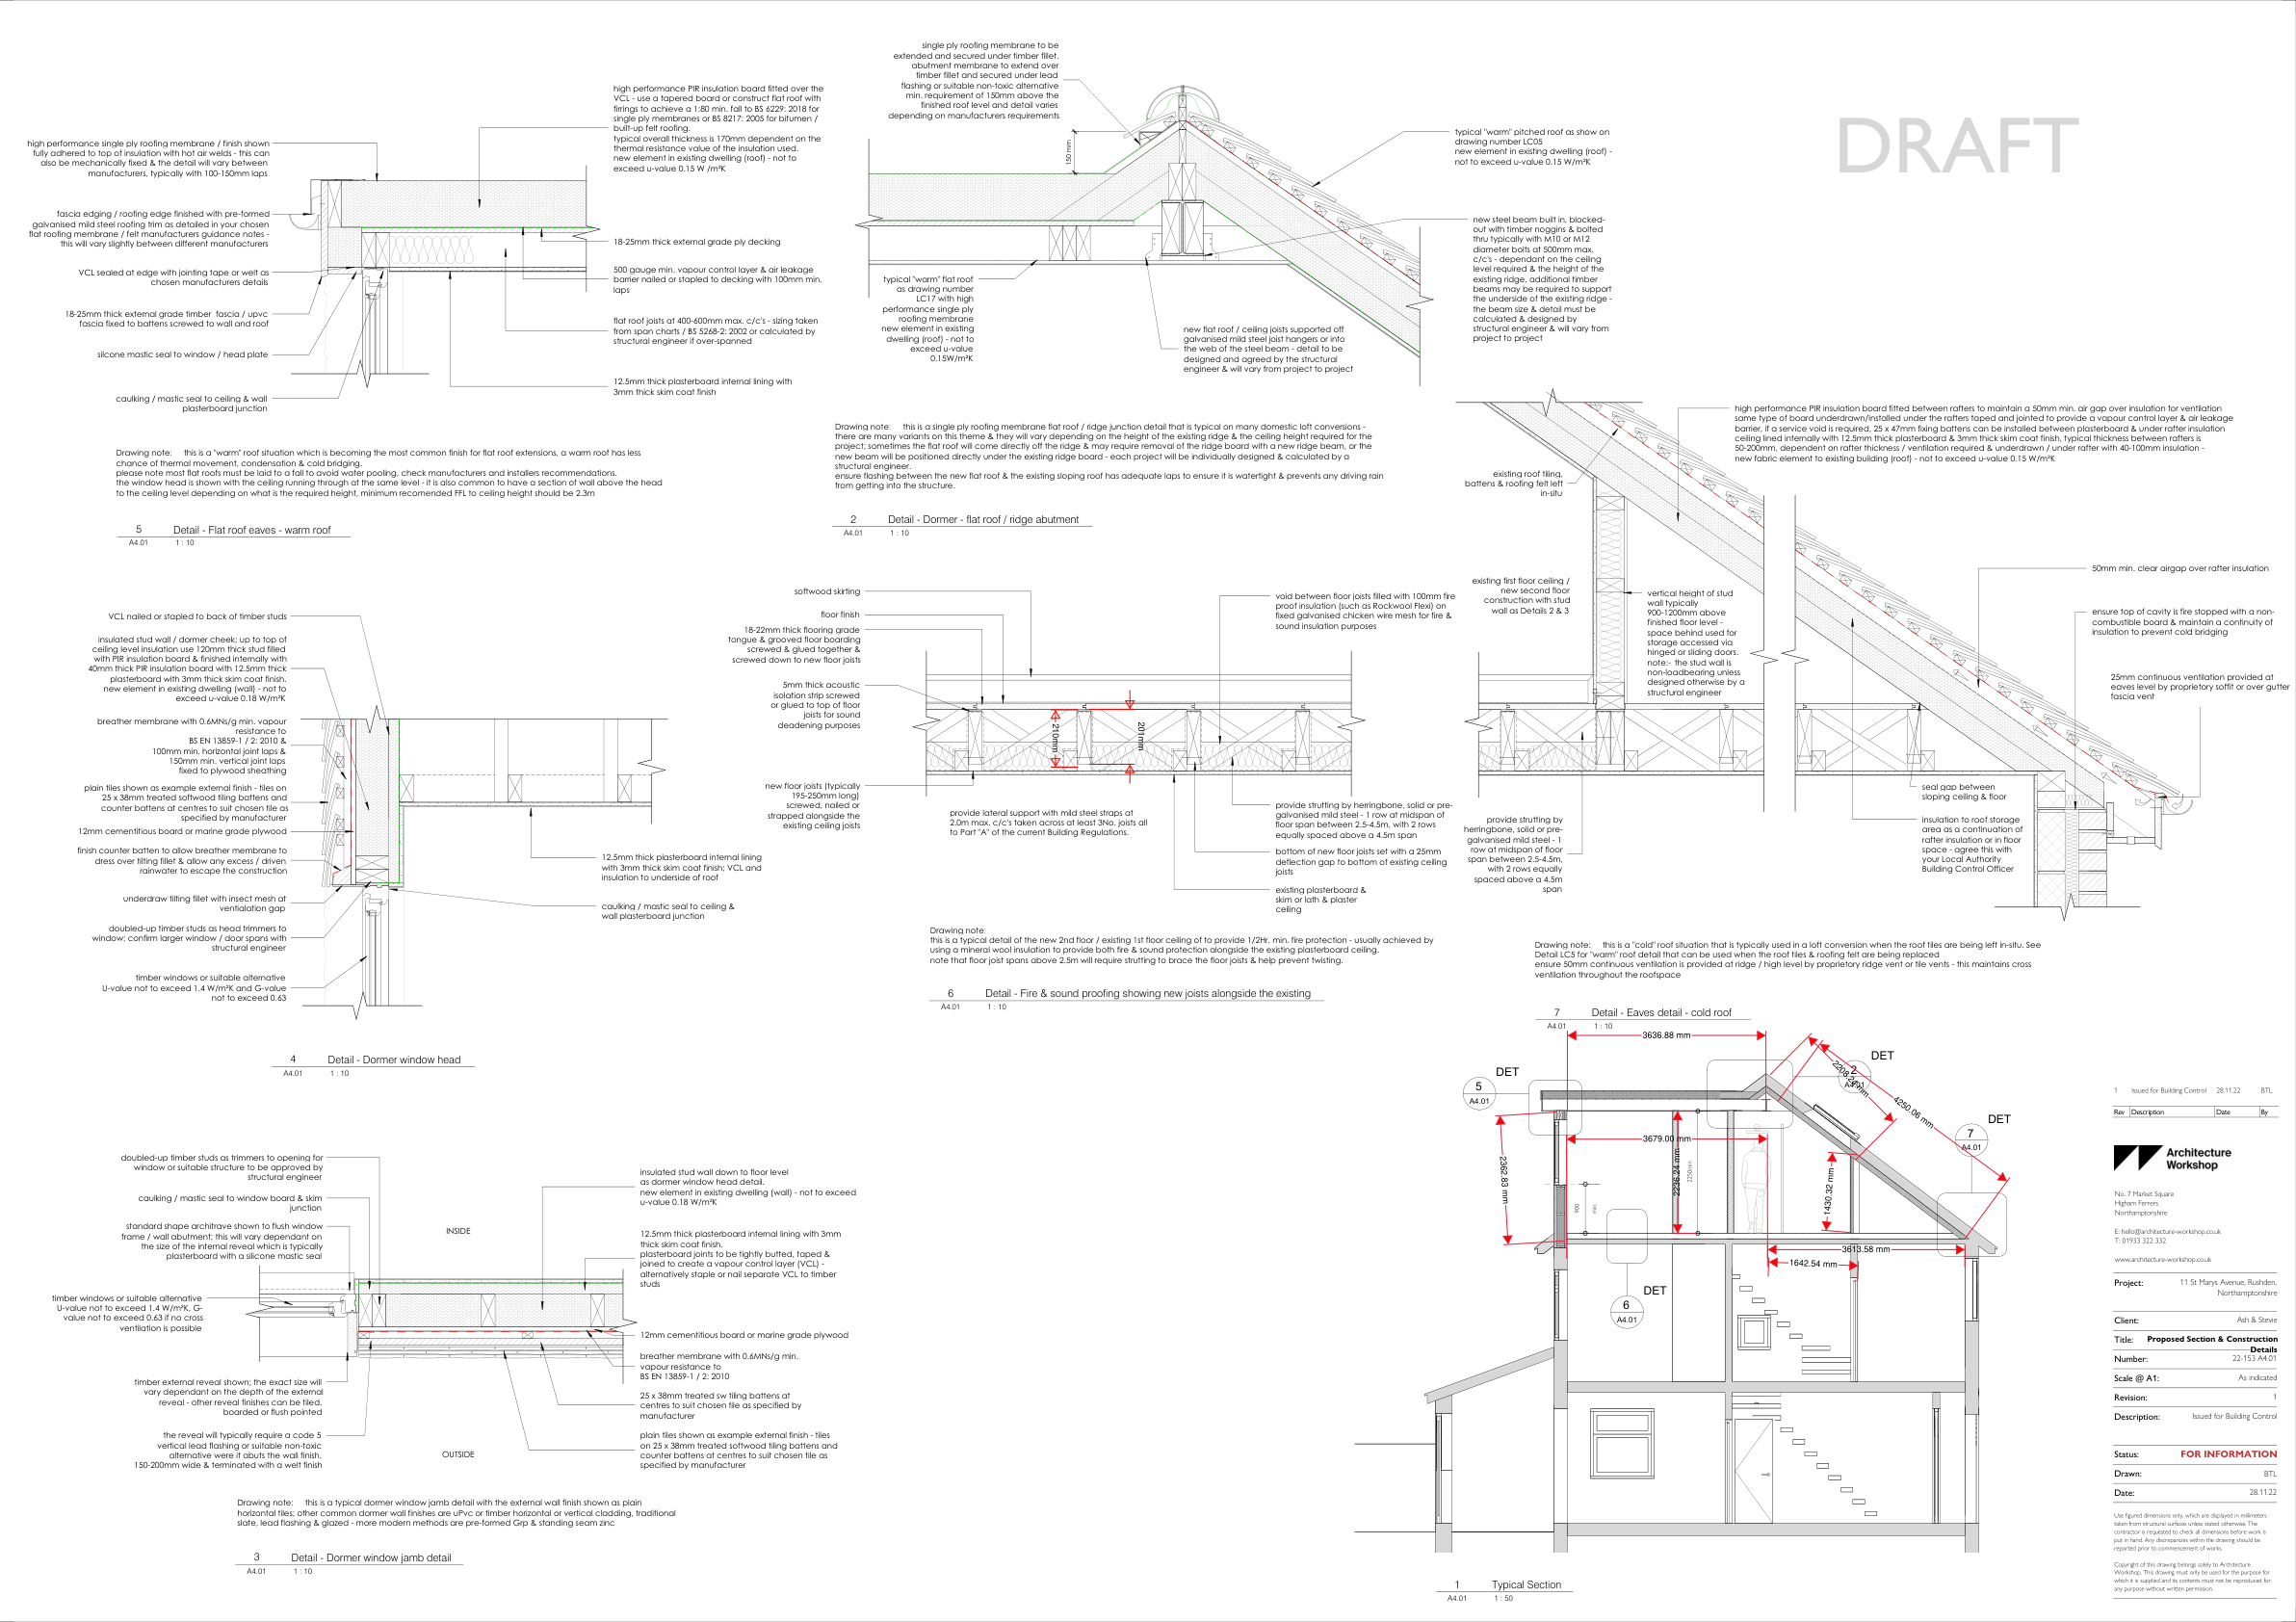 DRAFT
high performance single ply roofing membrane / finish shown
fully adhered to top of insulation with hot air welds - this can
also be mechanically fixed & the detail will vary between
manufacturers, typically with 100-150mm laps
fascia edging / roofing edge finished with pre-formed
galvanised mild steel roofing trim as detailed in your chosen
flat roofing membrane / felt manufacturers guidance notes -
this will vary slightly between different manufacturers
VCL sealed at edge with jointing tape or welt as
chosen manufacturers details
18-25mm thick external grade timber fascia / upvc
fascia fixed to battens screwed to wall and roof
silcone mastic seal to window / head plate
caulking / mastic seal to ceiling & wall
plasterboard junction
high performance PIR insulation board fitted over the
VCL - use a tapered board or construct flat roof with
firrings to achieve a 1:80 min. fall to BS 6229: 2018 for
single ply membranes or BS 8217: 2005 for bitumen /
built-up felt roofing.
typical overall thickness is 170mm dependent on the
thermal resistance value of the insulation used.
new element in existing dwelling (roof) - not to
exceed u-value 0.15 W /m²K
18-25mm thick external grade ply decking
500 gauge min. vapour control layer & air leakage
barrier nailed or stapled to decking with 100mm min.
laps
flat roof joists at 400-600mm max. c/c's - sizing taken
from span charts / BS 5268-2: 2002 or calculated by
structural engineer if over-spanned
12.5mm thick plasterboard internal lining with
3mm thick skim coat finish
Drawing note: this is a "warm" roof situation which is becoming the most common finish for flat roof extensions, a warm roof has less
chance of thermal movement, condensation & cold bridging.
please note most flat roofs must be laid to a fall to avoid water pooling, check manufacturers and installers recommendations.
the window head is shown with the ceiling running through at the same level - it is also common to have a section of wall above the head
to the ceiling level depending on what is the required height, minimum recomended FFL to ceiling height should be 2.3m
5 Detail - Flat roof eaves - warm roof
A4.01 1 : 10
single ply roofing membrane to be
extended and secured under timber fillet.
abutment membrane to extend over
timber fillet and secured under lead
flashing or suitable non-toxic alternative
min. requirement of 150mm above the
finished roof level and detail varies
depending on manufacturers requirements
150 mm
typical "warm" pitched roof as show on
drawing number LC05
new element in existing dwelling (roof) -
not to exceed u-value 0.15 W/m²K
new steel beam built in, blocked-
out with timber noggins & bolted
thru typically with M10 or M12
diameter bolts at 500mm max.
c/c's - dependant on the ceiling
level required & the height of the
existing ridge, additional timber
beams may be required to support
the underside of the existing ridge -
the beam size & detail must be
calculated & designed by
structural engineer & will vary from
project to project
typical "warm" flat roof
as drawing number
LC17 with high
performance single ply
roofing membrane
new element in existing
dwelling (roof) - not to
exceed u-value
0.15W/m²K
new flat roof / ceiling joists supported off
galvanised mild steel joist hangers or into
the web of the steel beam - detail to be
designed and agreed by the structural
engineer & will vary from project to project
Drawing note: this is a single ply roofing membrane flat roof / ridge junction detail that is typical on many domestic loft conversions -
there are many variants on this theme & they will vary depending on the height of the existing ridge & the ceiling height required for the
project; sometimes the flat roof will come directly off the ridge & may require removal of the ridge board with a new ridge beam, or the
new beam will be positioned directly under the existing ridge board - each project will be individually designed & calculated by a
structural engineer.
ensure flashing between the new flat roof & the existing sloping roof has adequate laps to ensure it is watertight & prevents any driving rain
from getting into the structure.
2 Detail - Dormer - flat roof / ridge abutment
A4.01 1 : 10
high performance PIR insulation board fitted between rafters to maintain a 50mm min. air gap over insulation for ventilation
same type of board underdrawn/installed under the rafters taped and jointed to provide a vapour control layer & air leakage
barrier, if a service void is required, 25 x 47mm fixing battens can be installed between plasterboard & under rafter insulation
ceiling lined internally with 12.5mm thick plasterboard & 3mm thick skim coat finish, typical thickness between rafters is
50-200mm, dependent on rafter thickness / ventilation required & underdrawn / under rafter with 40-100mm insulation -
new fabric element to existing building (roof) - not to exceed u-value 0.15 W/m²K
existing roof tiling,
battens & roofing felt left
in-situ
existing first floor ceiling /
new second floor
construction with stud
wall as Details 2 & 3
vertical height of stud
wall typically
900-1200mm above
finished floor level -
space behind used for
storage accessed via
hinged or sliding doors.
note:- the stud wall is
non-loadbearing unless
designed otherwise by a
structural engineer
50mm min. clear airgap over rafter insulation
ensure top of cavity is fire stopped with a non-
combustible board & maintain a continuity of
insulation to prevent cold bridging
25mm continuous ventilation provided at
eaves level by proprietory soffit or over gutter
fascia vent
seal gap between
sloping ceiling & floor
insulation to roof storage
area as a continuation of
rafter insulation or in floor
space - agree this with
your Local Authority
Building Control Officer
provide strutting by
herringbone, solid or pre-
galvanised mild steel - 1
row at midspan of floor
span between 2.5-4.5m,
with 2 rows equally
spaced above a 4.5m
span
Drawing note: this is a "cold" roof situation that is typically used in a loft conversion when the roof tiles are being left in-situ. See
Detail LC5 for "warm" roof detail that can be used when the roof tiles & roofing felt are being replaced
ensure 50mm continuous ventilation is provided at ridge / high level by proprietory ridge vent or tile vents - this maintains cross
ventilation throughout the roofspace
7 Detail - Eaves detail - cold roof
A4.01 1 : 10
softwood skirting
floor finish
18-22mm thick flooring grade
tongue & grooved floor boarding
screwed & glued together &
screwed down to new floor joists
5mm thick acoustic
isolation strip screwed
or glued to top of floor
joists for sound
deadening purposes
new floor joists (typically
195-250mm long)
screwed, nailed or
strapped alongside the
existing ceiling joists
210mm
201mm
void between floor joists filled with 100mm fire
proof insulation (such as Rockwool Flexi) on
fixed galvanised chicken wire mesh for fire &
sound insulation purposes
provide lateral support with mild steel straps at
2.0m max. c/c's taken across at least 3No. joists all
to Part "A" of the current Building Regulations.
provide strutting by herringbone, solid or pre-
galvanised mild steel - 1 row at midspan of
floor span between 2.5-4.5m, with 2 rows
equally spaced above a 4.5m span
bottom of new floor joists set with a 25mm
deflection gap to bottom of existing ceiling
joists
existing plasterboard &
skim or lath & plaster
ceiling
Drawing note:
this is a typical detail of the new 2nd floor / existing 1st floor ceiling of to provide 1/2Hr. min. fire protection - usually achieved by
using a mineral wool insulation to provide both fire & sound protection alongside the existing plasterboard ceiling.
note that floor joist spans above 2.5m will require strutting to brace the floor joists & help prevent twisting.
6 Detail - Fire & sound proofing showing new joists alongside the existing
A4.01 1 : 10
VCL nailed or stapled to back of timber studs
insulated stud wall / dormer cheek; up to top of
ceiling level insulation use 120mm thick stud filled
with PIR insulation board & finished internally with
40mm thick PIR insulation board with 12.5mm thick
plasterboard with 3mm thick skim coat finish.
new element in existing dwelling (wall) - not to
exceed u-value 0.18 W/m²K
breather membrane with 0.6MNs/g min. vapour
resistance to
BS EN 13859-1 / 2: 2010 &
100mm min. horizontal joint laps &
150mm min. vertical joint laps
fixed to plywood sheathing
plain tiles shown as example external finish - tiles on
25 x 38mm treated softwood tiling battens and
counter battens at centres to suit chosen tile as
specified by manufacturer
12mm cementitious board or marine grade plywood
finish counter batten to allow breather membrane to
dress over tilting fillet & allow any excess / driven
rainwater to escape the construction
underdraw tilting fillet with insect mesh at
ventialation gap
doubled-up timber studs as head trimmers to
window; confirm larger window / door spans with
structural engineer
timber windows or suitable alternative
U-value not to exceed 1.4 W/m²K and G-value
not to exceed 0.63
12.5mm thick plasterboard internal lining
with 3mm thick skim coat finish; VCL and
insulation to underside of roof
caulking / mastic seal to ceiling &
wall plasterboard junction
4 Detail - Dormer window head
A4.01 1 : 10
doubled-up timber studs as trimmers to opening for
window or suitable structure to be approved by
structural engineer
caulking / mastic seal to window board & skim
junction
standard shape architrave shown to flush window
frame / wall abutment; this will vary dependant on
the size of the internal reveal which is typically
plasterboard with a silicone mastic seal
timber windows or suitable alternative
U-value not to exceed 1.4 W/m²K, G-
value not to exceed 0.63 if no cross
ventilation is possible
timber external reveal shown; the exact size will
vary dependant on the depth of the external
reveal - other reveal finishes can be tiled,
boarded or flush pointed
the reveal will typically require a code 5
vertical lead flashing or suitable non-toxic
alternative were it abuts the wall finish,
150-200mm wide & terminated with a welt finish
INSIDE
OUTSIDE
insulated stud wall down to floor level
as dormer window head detail.
new element in existing dwelling (wall) - not to exceed
u-value 0.18 W/m²K
12.5mm thick plasterboard internal lining with 3mm
thick skim coat finish.
plasterboard joints to be tightly butted, taped &
joined to create a vapour control layer (VCL) -
alternatively staple or nail separate VCL to timber
studs
12mm cementitious board or marine grade plywood
breather membrane with 0.6MNs/g min.
vapour resistance to
BS EN 13859-1 / 2: 2010
25 x 38mm treated sw tiling battens at
centres to suit chosen tile as specified by
manufacturer
plain tiles shown as example external finish - tiles
on 25 x 38mm treated softwood tiling battens and
counter battens at centres to suit chosen tile as
specified by manufacturer
Drawing note: this is a typical dormer window jamb detail with the external wall finish shown as plain
horizontal tiles; other common dormer wall finishes are uPvc or timber horizontal or vertical cladding, traditional
slate, lead flashing & glazed - more modern methods are pre-formed Grp & standing seam zinc
3 Detail - Dormer window jamb detail
A4.01 1 : 10
3636.88 mm
DET
5
A4.01
DET
2
A4.01
2208.21 mm
4250.06 mm
DET
7
A4.01
3679.00 mm
2362.83 mm
2236.24 mm
2250min
900
min.
1430.32 mm
3613.58 mm
1642.54 mm
DET
6
A4.01
1 Typical Section
A4.01 1 : 50
1 Issued for Building Control 28.11.22 BTL
Rev Description Date By
Architecture
Workshop
No. 7 Market Square
Higham Ferrers
Northamptonshire
E: hello@architecture-workshop.co.uk
T: 01933 322 332
www.architecture-workshop.co.uk
Project: 11 St Marys Avenue, Rushden,
Northamptonshire
Client: Ash & Stevie
Title: Proposed Section & Construction
Details
Number: 22-153 A4.01
Scale @ A1: As indicated
Revision: 1
Description: Issued for Building Control
Status: FOR INFORMATION
Drawn: BTL
Date: 28.11.22
Use figured dimensions only, which are displayed in millimeters
taken from structural surfaces unless stated otherwise. The
contractor is requested to check all dimensions before work is
put in hand. Any discrepancies within the drawing should be
reported prior to commencement of works.
Copyright of this drawing belongs solely to Architecture
Workshop. This drawing must only be used for the purpose for
which it is supplied and its contents must not be reproduced for
any purpose without written permission.